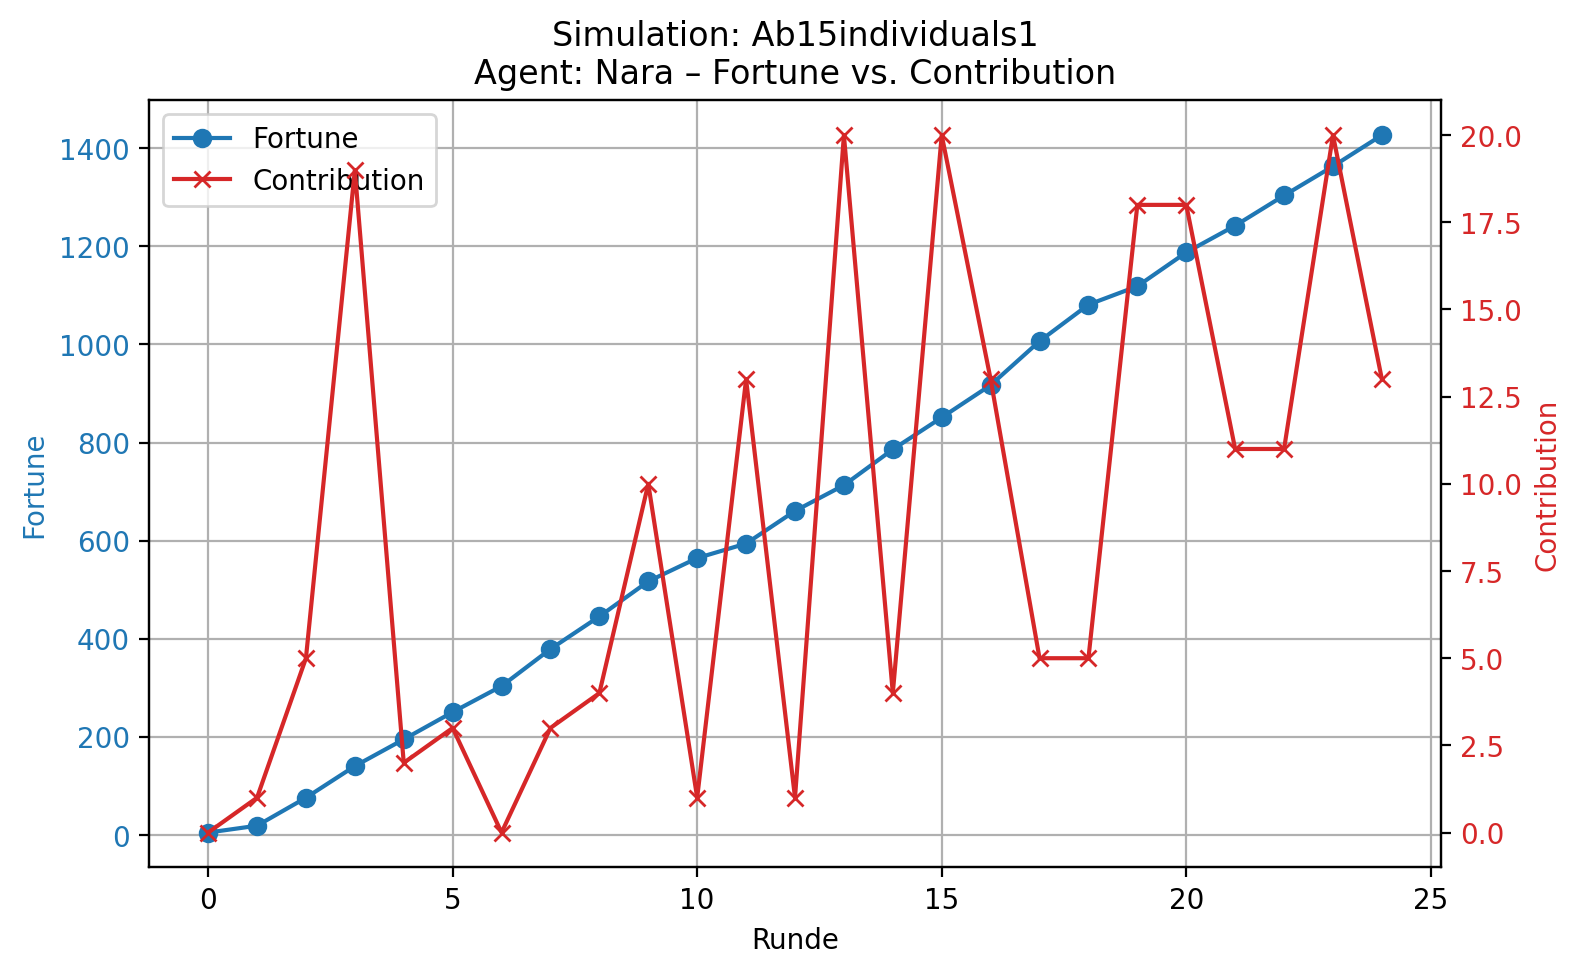 Simulation: Ab15individuals1
Agent: Nara – Fortune vs. Contribution
Fortune
Contribution
1400
1200
1000
800
600
400
200
0
Fortune
20.0
17.5
15.0
12.5
10.0
7.5
5.0
2.5
0.0
Contribution
0 5 10 15 20 25
Runde